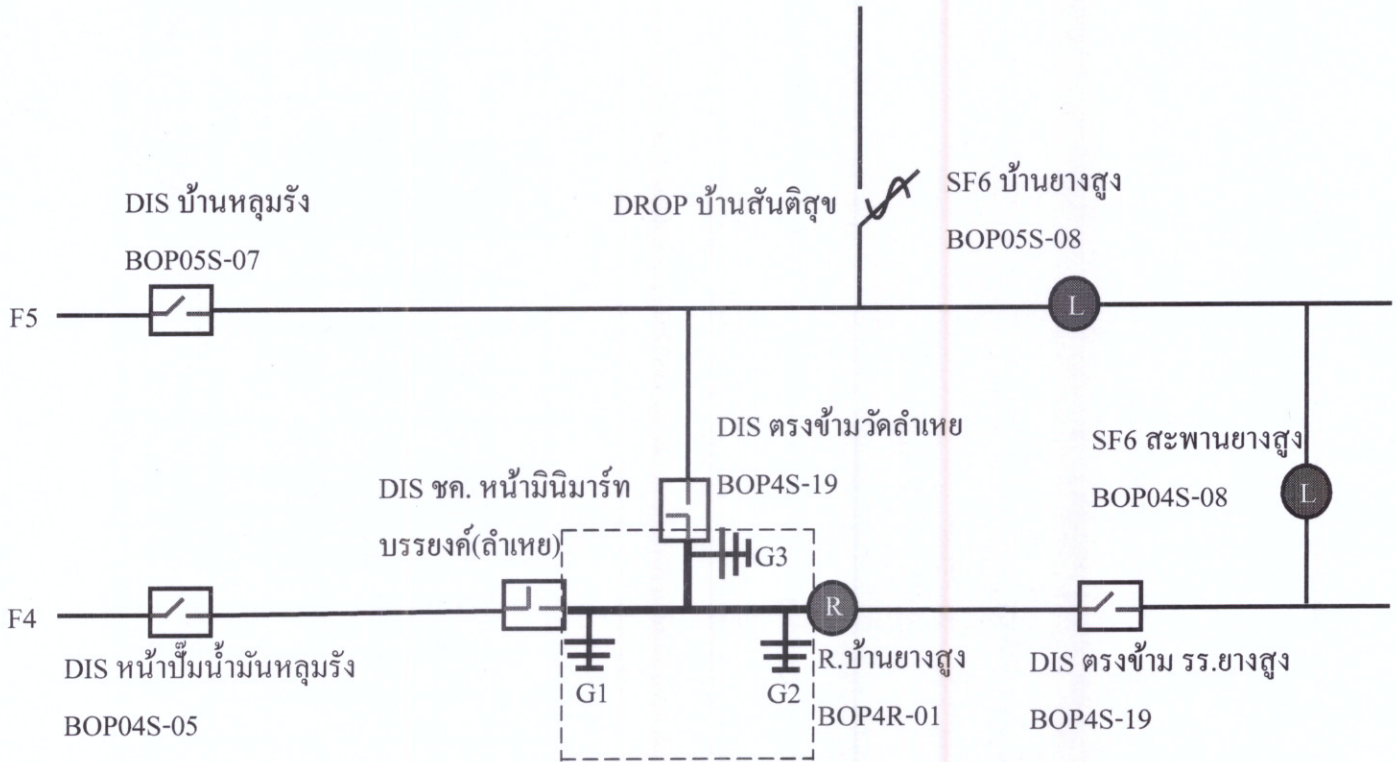 DIS บ้านหลุมรัง
BOP05S-07
DROP บ้านสันติสุข
SF6 บ้านยางสูง
BOP05S-08
F5
L
DIS ตรงข้ามวัดลำเหย
BOP4S-19
SF6 สะพานยางสูง
BOP04S-08
L
DIS ชค. หน้ามินิมาร์ท
บรรยงค์(ลำเหย)
G3
F4
R
DIS หน้าปั๊มน้ำมันหลุมรัง
BOP04S-05
G1
G2
R.บ้านยางสูง
BOP4R-01
DIS ตรงข้าม รร.ยางสูง
BOP4S-19